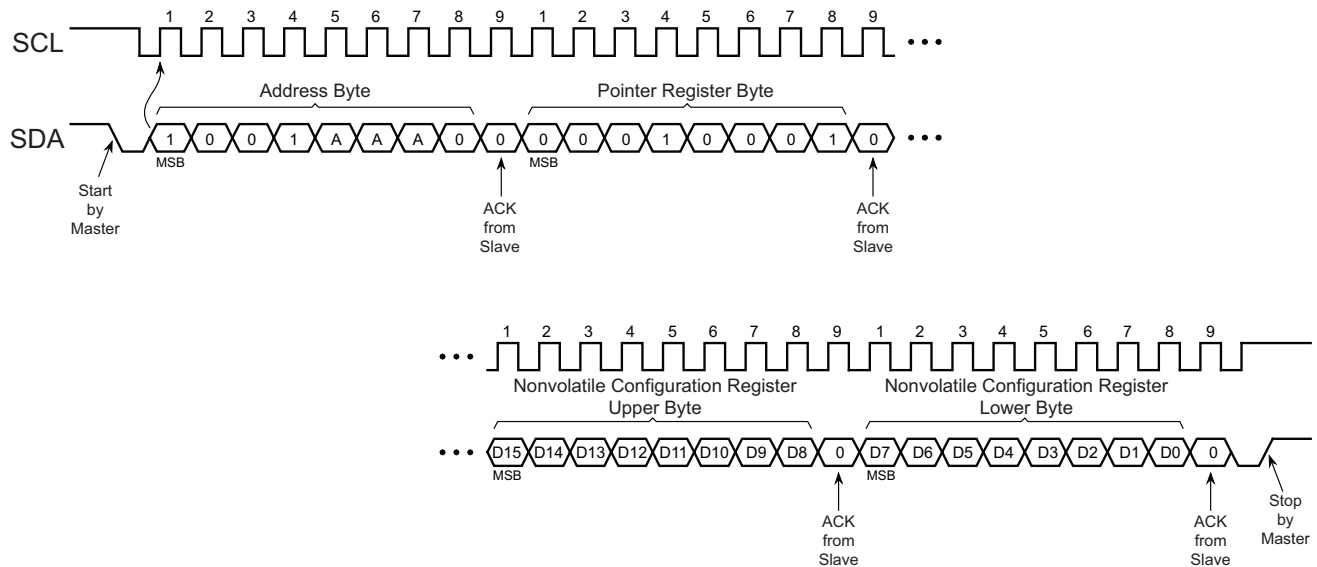 1 2 3 4 5 6 7 8 9 1 2 3 4 5 6 7 8 9
SCL • • •
Address Byte Pointer Register Byte
SDA 1 0 0 1 A A A 0 0 0 0 0 1 0 0 0 1 0 • • •
MSB MSB
Start
by
Master
ACK
from
Slave
ACK
from
Slave
1 2 3 4 5 6 7 8 9 1 2 3 4 5 6 7 8 9
• • •
Nonvolatile Configuration Register
Upper Byte
Nonvolatile Configuration Register
Lower Byte
• • • D15 D14 D13 D12 D11 D10 D9 D8 0 D7 D6 D5 D4 D3 D2 D1 D0 0
MSB MSB
ACK
from
Slave
ACK
from
Slave
Stop
by
Master